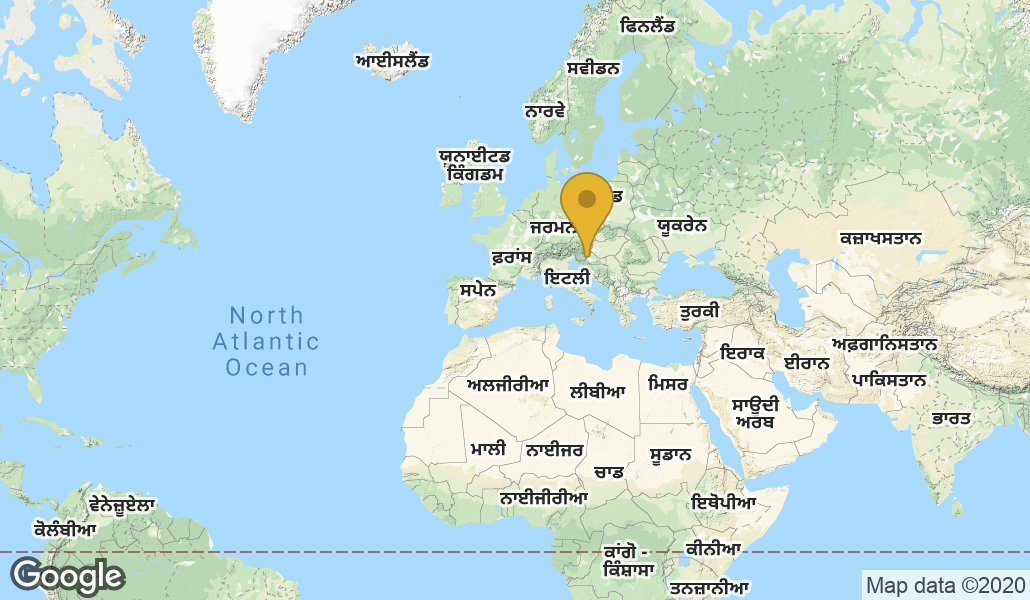 ਫਿਨਲੈਂਡ
ਆਈਸਲੈਂਡ
ਸਵੀਡਨ
ਨਾਰਵੇ
ਯੂਨਾਈਟਡ
ਕਿੰਗਡਮ
ਜਰਮਨ
ਯੂਕਰੇਨ
ਕਜ਼ਾਖਸਤਾਨ
ਫ਼ਰਾਂਸ
ਇਟਲੀ
ਸਪੇਨ
ਤੁਰਕੀ
North
Atlantic
Ocean
ਇਰਾਕ
ਈਰਾਨ
ਅਫ਼ਗਾਨਿਸਤਾਨ
ਪਾਕਿਸਤਾਨ
ਅਲਜੀਰੀਆ
ਲੀਬੀਆ
ਮਿਸਰ
ਸਾਊਦੀ
ਅਰਬ
ਭਾਰਤ
ਮਾਲੀ
ਨਾਈਜਰ
ਚਾਡ
ਸੂਡਾਨ
ਨਾਈਜੀਰੀਆ
ਇਥੋਪੀਆ
ਵੇਨੇਜ਼ੂਏਲਾ
ਕੋਲੰਬੀਆ
ਕਾਂਗੋ -
ਕਿੰਸ਼ਾਸਾ
ਕੀਨੀਆ
ਤਨਜ਼ਾਨੀਆ
Google
Map data ©2020